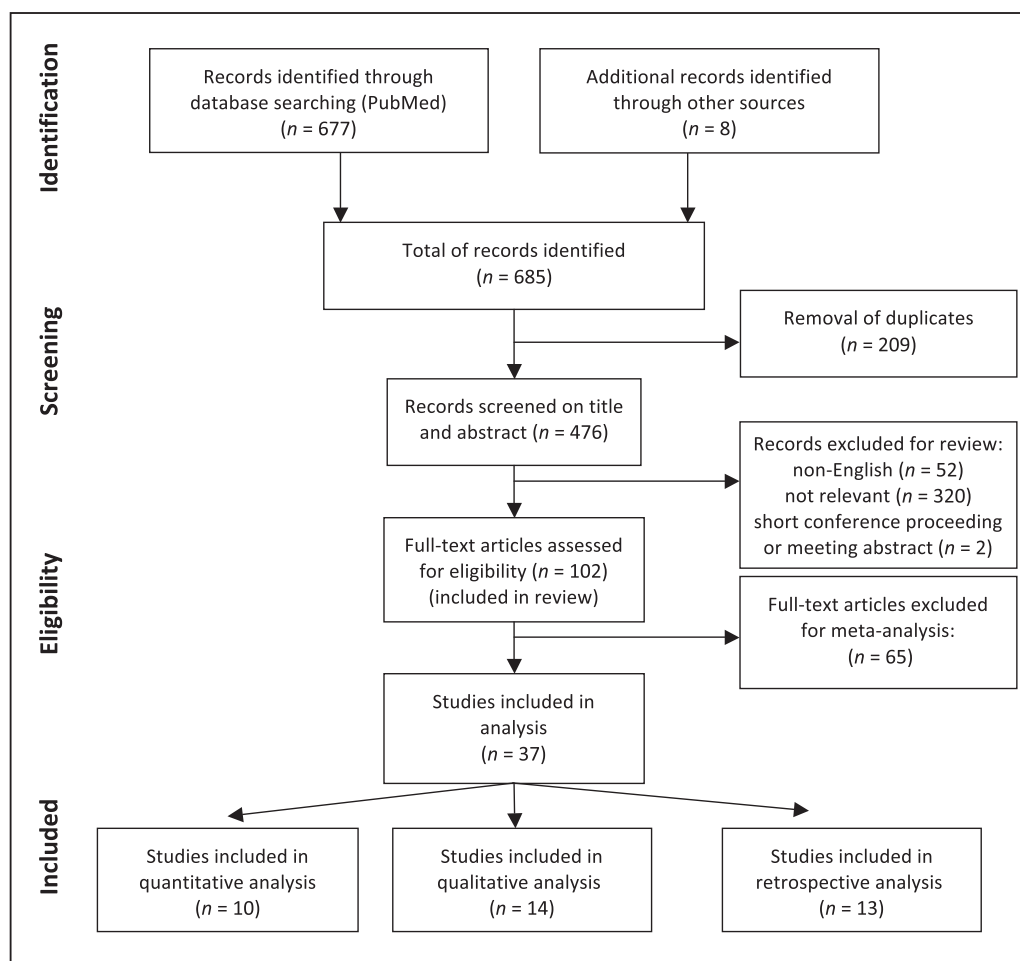 Identification
Records identified through
database searching (PubMed)
(n = 677)
Additional records identified
through other sources
(n = 8)
Total of records identified
(n = 685)
Screening
Removal of duplicates
(n = 209)
Records screened on title
and abstract (n = 476)
Records excluded for review:
non-English (n = 52)
not relevant (n = 320)
short conference proceeding
or meeting abstract (n = 2)
Eligibility
Full-text articles assessed
for eligibility (n = 102)
(included in review)
Full-text articles excluded
for meta-analysis:
(n = 65)
Studies included in
analysis
(n = 37)
Included
Studies included in
quantitative analysis
(n = 10)
Studies included in
qualitative analysis
(n = 14)
Studies included in
retrospective analysis
(n = 13)